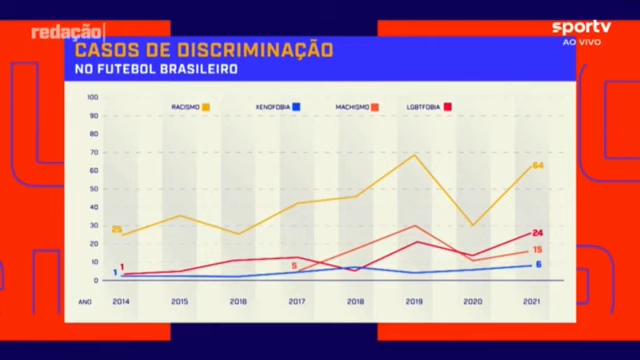 redação
sportv
AO VIVO
CASOS DE DISCRIMINAÇÃO
NO FUTEBOL BRASILEIRO
100
90
80
70
60
50
40
30
20
10
0
RACISMO XENOFOBIA MACHISMO LGBTFOBIA
25
64
1
1
5
24
15
6
ANO 2014 2015 2016 2017 2018 2019 2020 2021